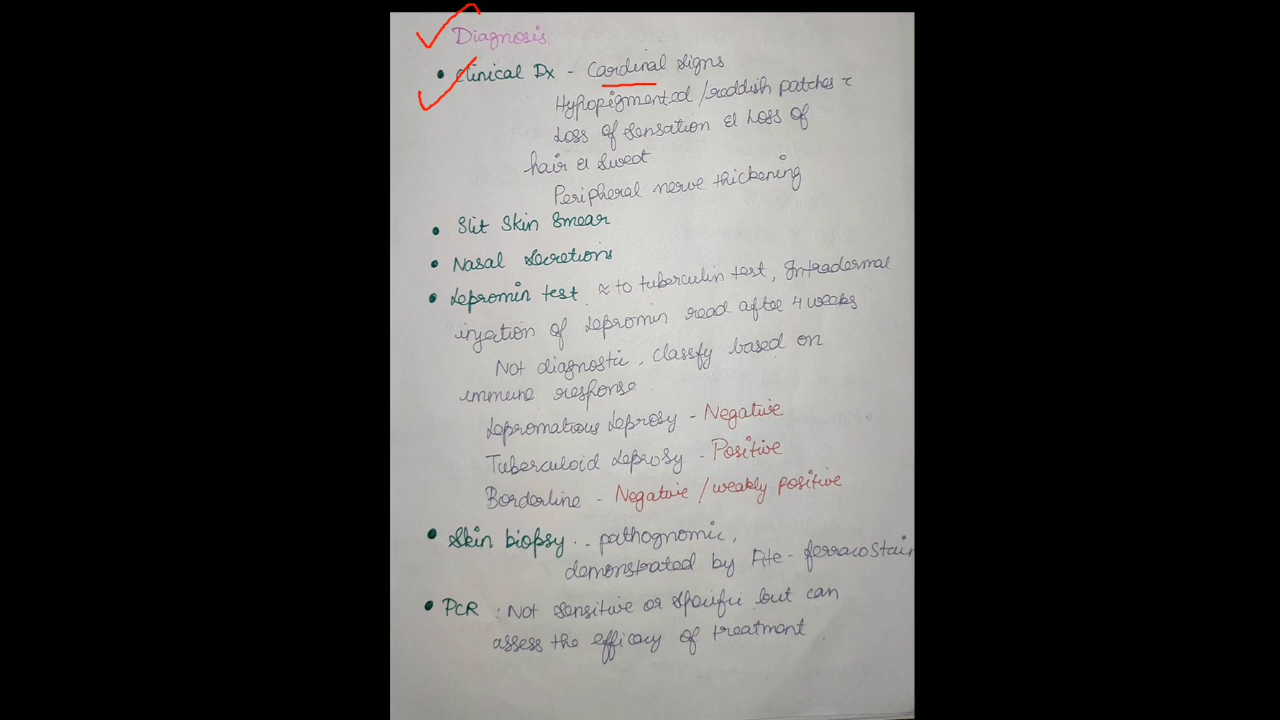 Diagnosis
• Clinical Dx - Cardinal Signs
Hypopigmented / reddish patches c
Loss of sensation & Loss of
hair & sweat
Peripheral nerve thickening
• Slit Skin Smear
• Nasal Secretions
• Lepromin test ≈ to tuberculin test, Intradermal
injection of Lepromin read after 4 weeks
Not diagnostic, classify based on
immune response
Lepromatous Leprosy - Negative
Tuberculoid Leprosy - Positive
Borderline - Negative / weakly positive
• Skin biopsy .. pathognomic,
demonstrated by Fite - ferraco Stain
• PCR : Not sensitive or specific but can
assess the efficacy of treatment